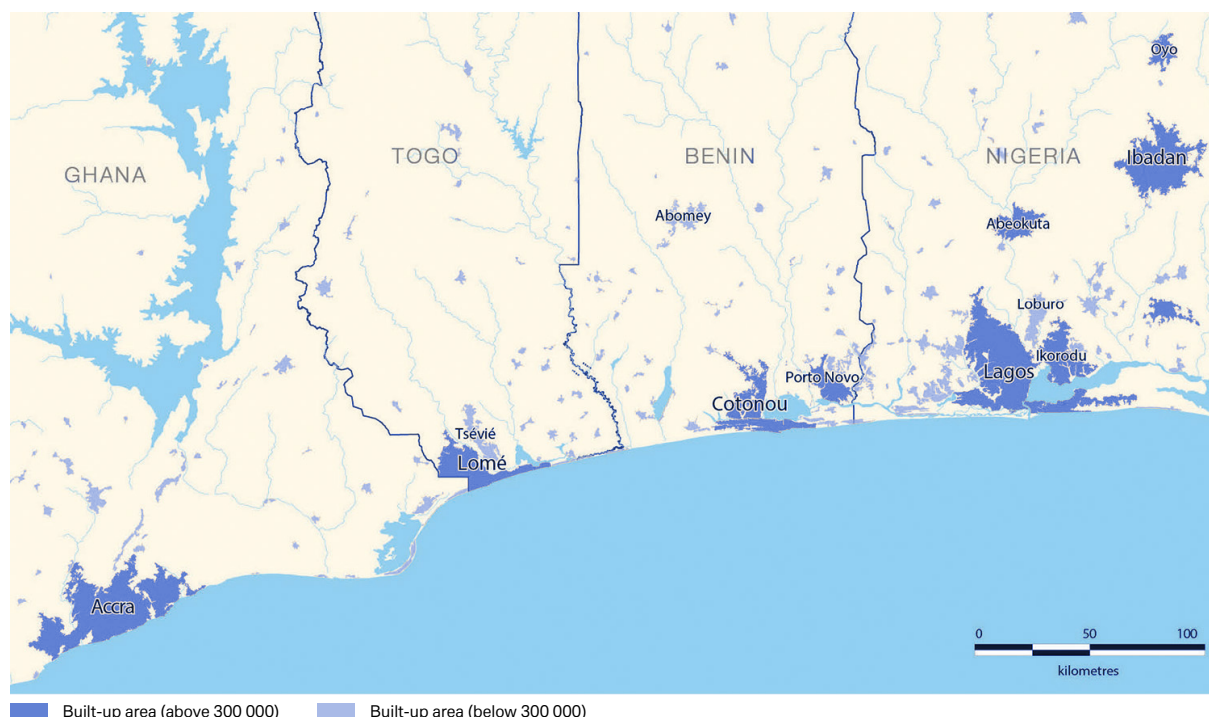 Oyo
Ibadan
GHANA
TOGO
BENIN
NIGERIA
Abomey
Abeokuta
Loburo
Ikorodu
Lagos
Porto Novo
Cotonou
Tsévié
Lomé
Accra
0 50 100
kilometres
Built-up area (above 300 000) Built-up area (below 300 000)